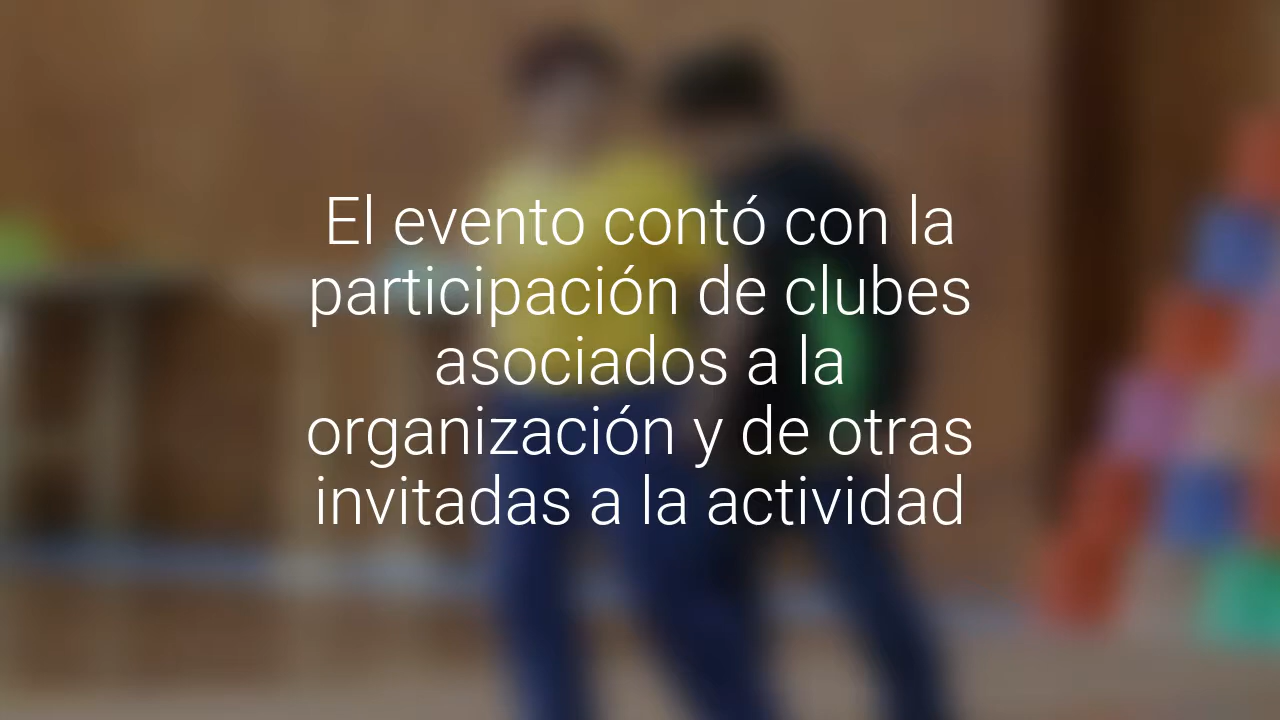 El evento contó con la
participación de clubes
asociados a la
organización y de otras
invitadas a la actividad